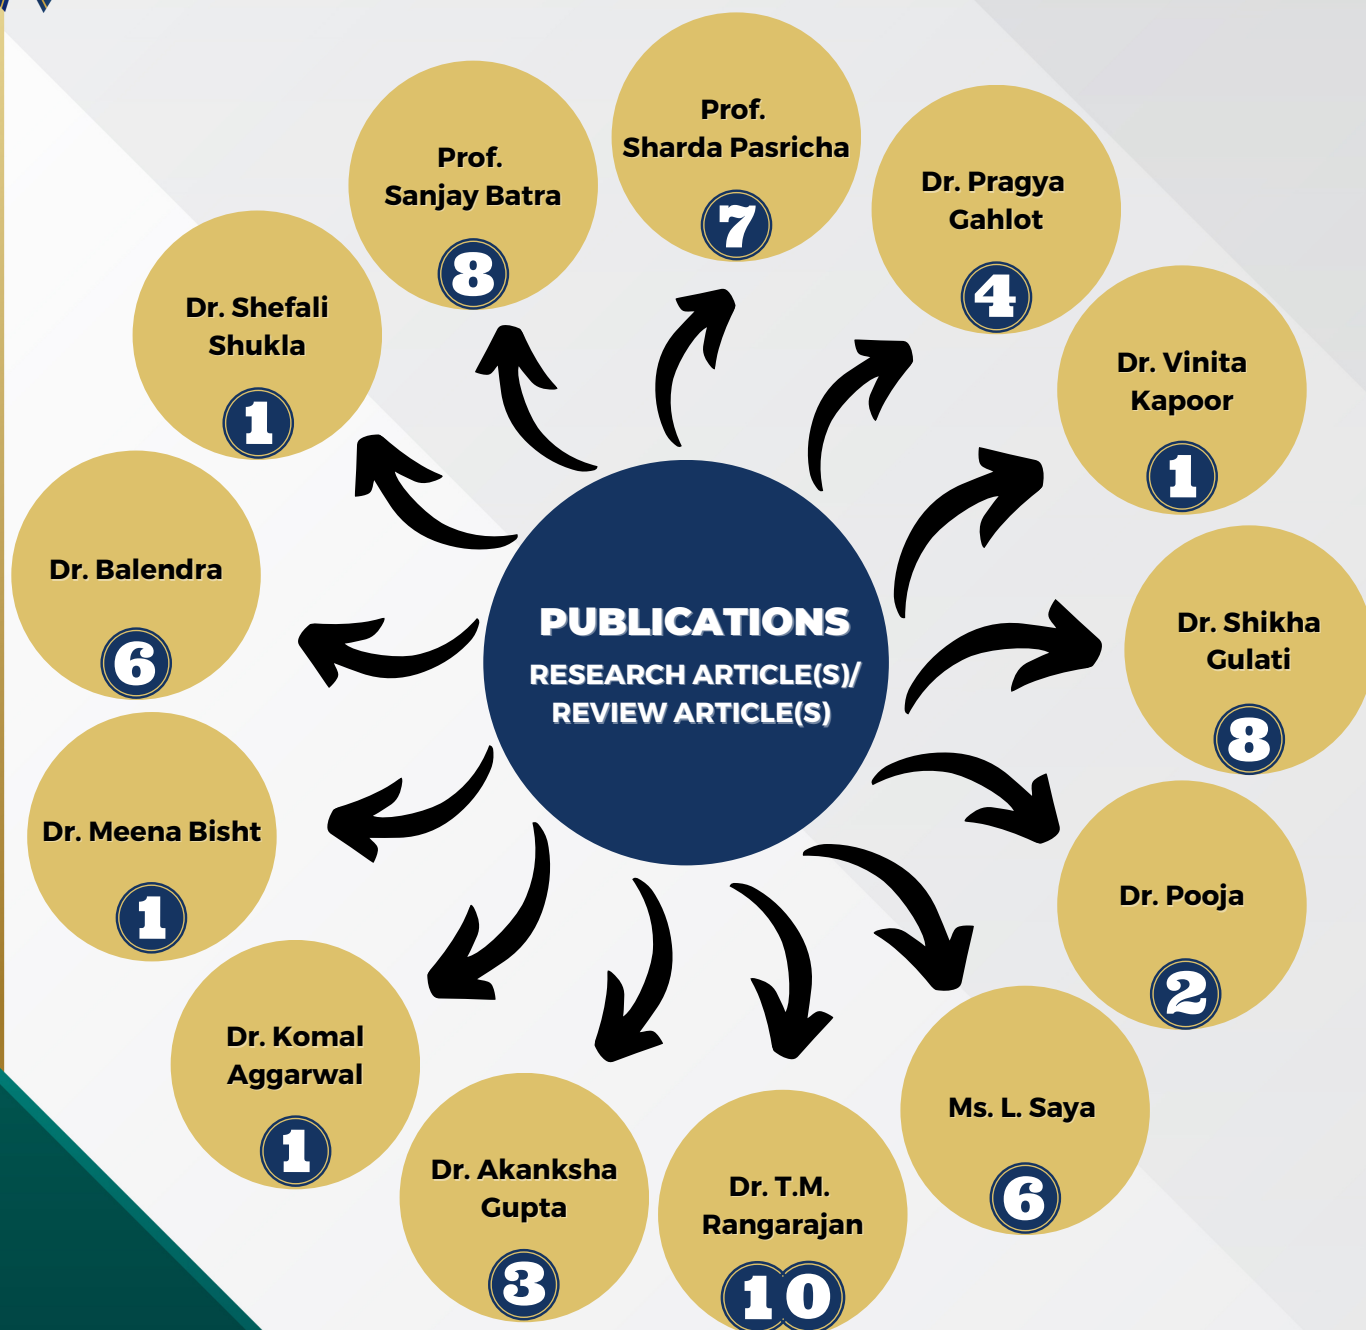 Prof.
Sharda Pasricha
7
Prof.
Sanjay Batra
8
Dr. Pragya
Gahlot
4
Dr. Shefali
Shukla
1
Dr. Vinita
Kapoor
1
Dr. Balendra
6
PUBLICATIONS
RESEARCH ARTICLE(S)/
REVIEW ARTICLE(S)
Dr. Shikha
Gulati
8
Dr. Meena Bisht
1
Dr. Pooja
2
Dr. Komal
Aggarwal
1
Ms. L. Saya
6
Dr. Akanksha
Gupta
3
Dr. T.M.
Rangarajan
10